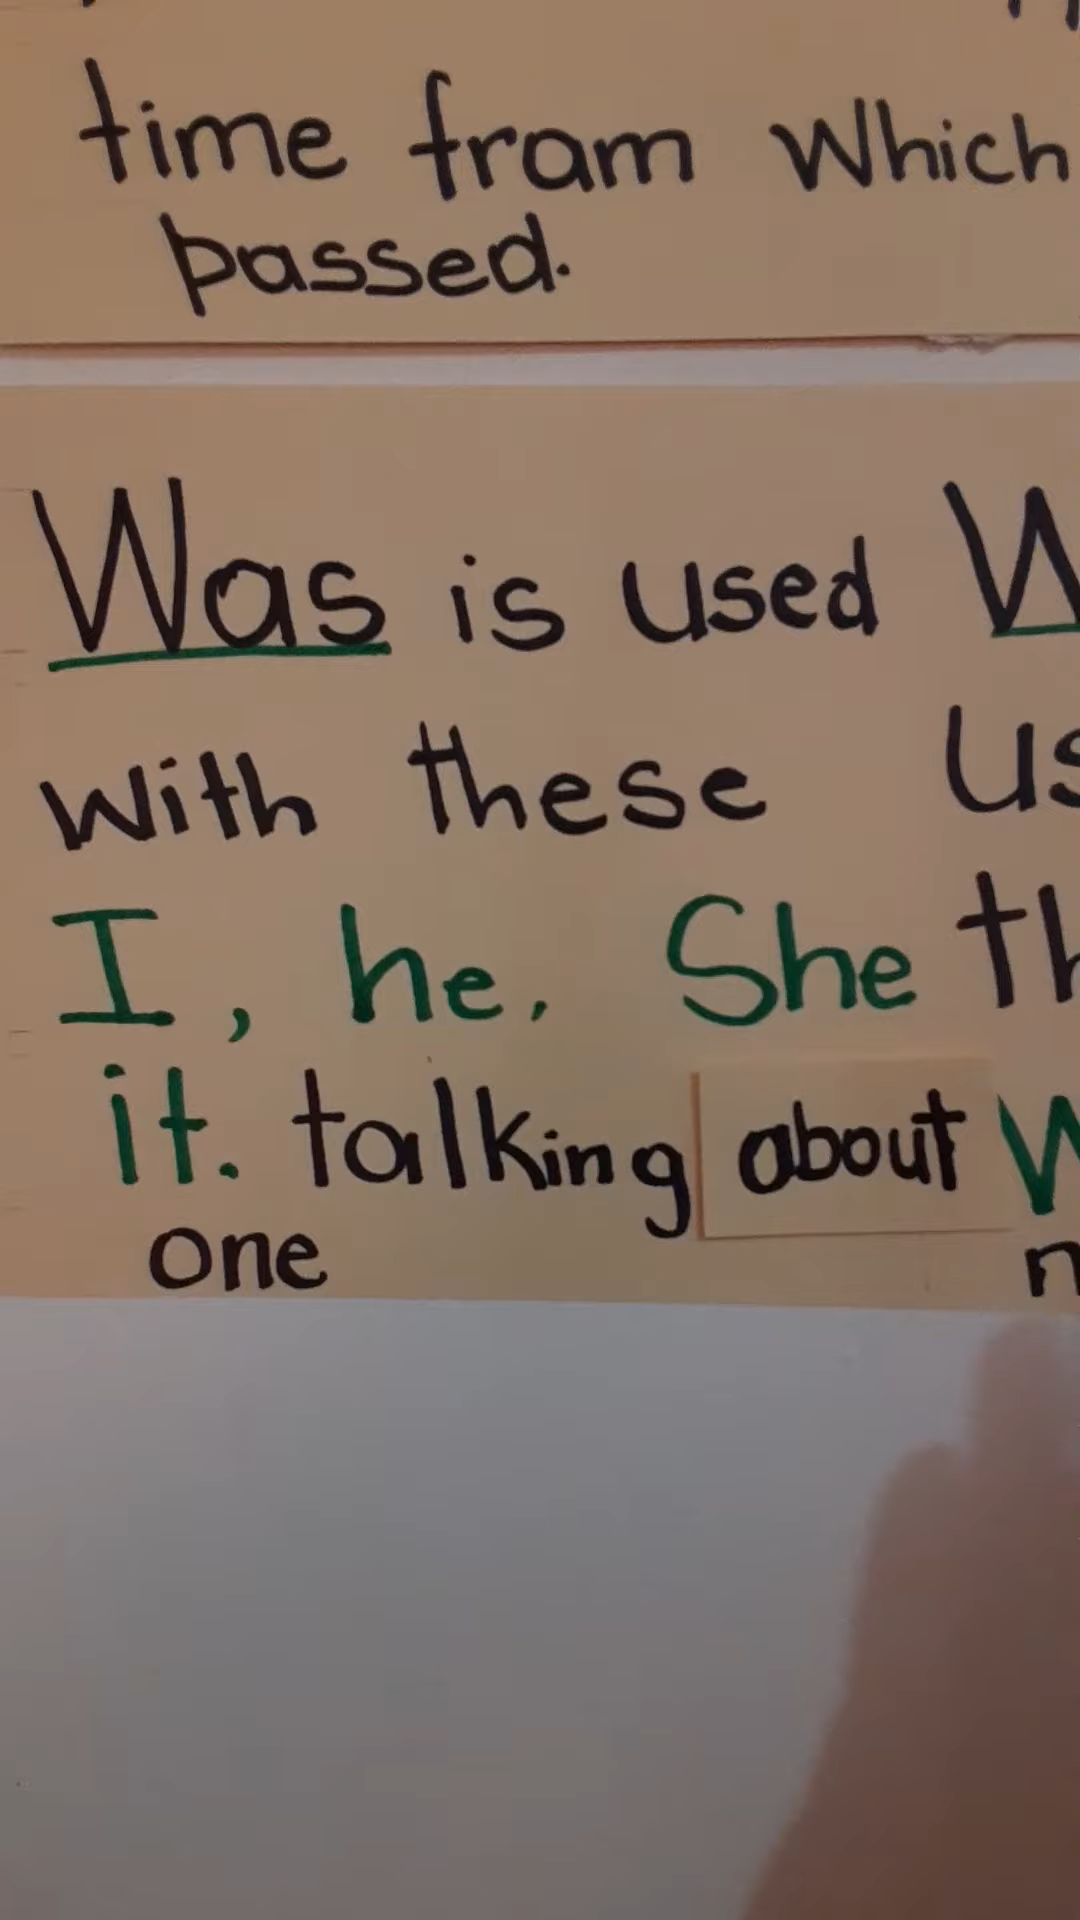 time fram which
passed.
Was is used
with these
I, he, She
it. talking about
one